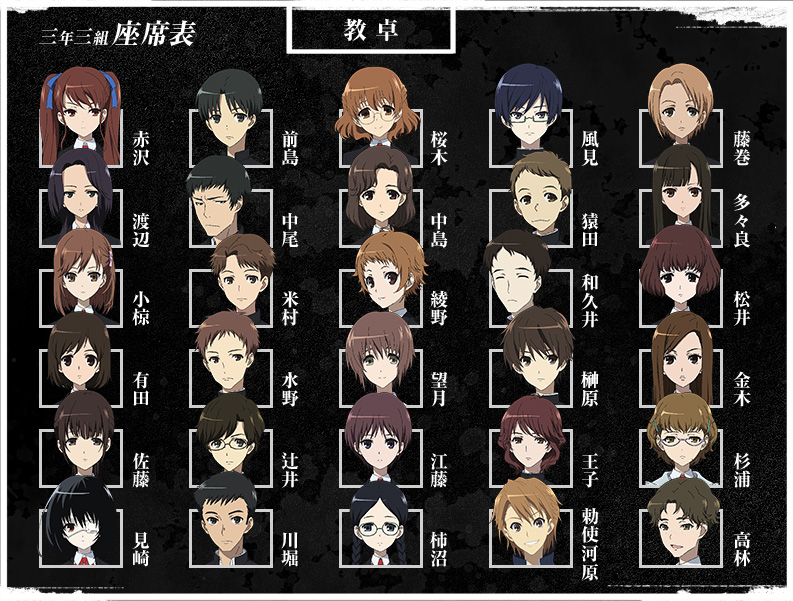 三年三組 座席表
教卓
赤沢
前島
桜木
風見
藤巻
渡辺
中尾
中島
猿田
多々良
小椋
米村
綾野
和久井
松井
有田
水野
望月
榊原
金木
佐藤
辻井
江藤
王子
杉浦
見崎
川堀
柿沼
勅使河原
高林